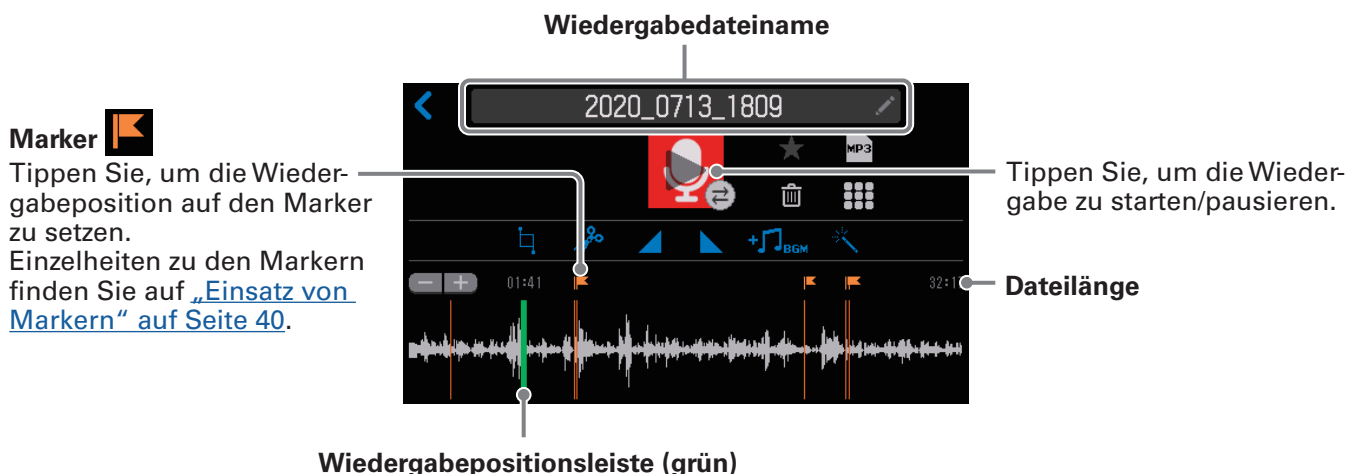 Wiedergabedateiname
2020_0713_1809
Marker
Tippen Sie, um die Wieder-
gabeposition auf den Marker
zu setzen.
Einzelheiten zu den Markern
finden Sie auf „Einsatz von
Markern“ auf Seite 40.
MP3
Tippen Sie, um die Wieder-
gabe zu starten/pausieren.
+ BGM
01:41
Dateilänge
Wiedergabepositionsleiste (grün)